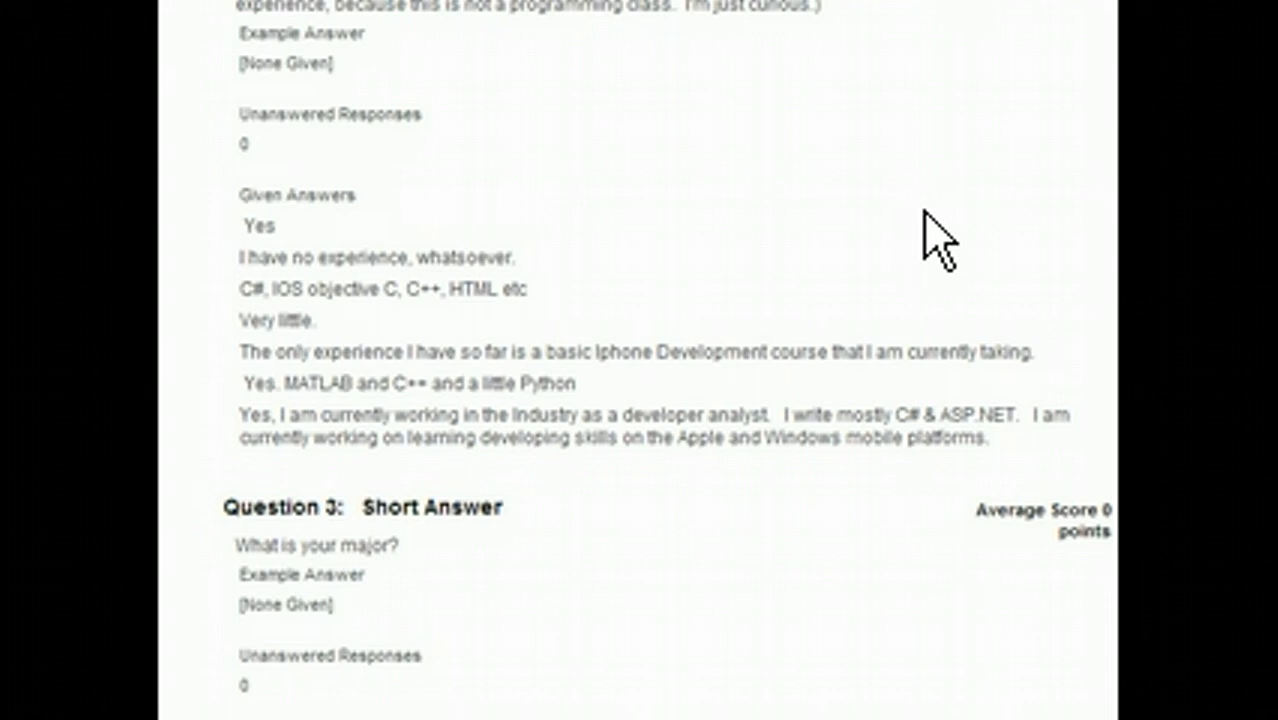 experience, because this is not a programming class. I'm just curious.)
Example Answer
[None Given]
Unanswered Responses
0
Given Answers
Yes
I have no experience, whatsoever.
C#, IOS objective C, C++, HTML etc
Very little.
The only experience I have so far is a basic Iphone Development course that I am currently taking.
Yes. MATLAB and C++ and a little Python
Yes, I am currently working in the Industry as a developer analyst. I write mostly C# & ASP.NET. I am
currently working on learning developing skills on the Apple and Windows mobile platforms.
Question 3: Short Answer
Average Score 0
points
What is your major?
Example Answer
[None Given]
Unanswered Responses
0